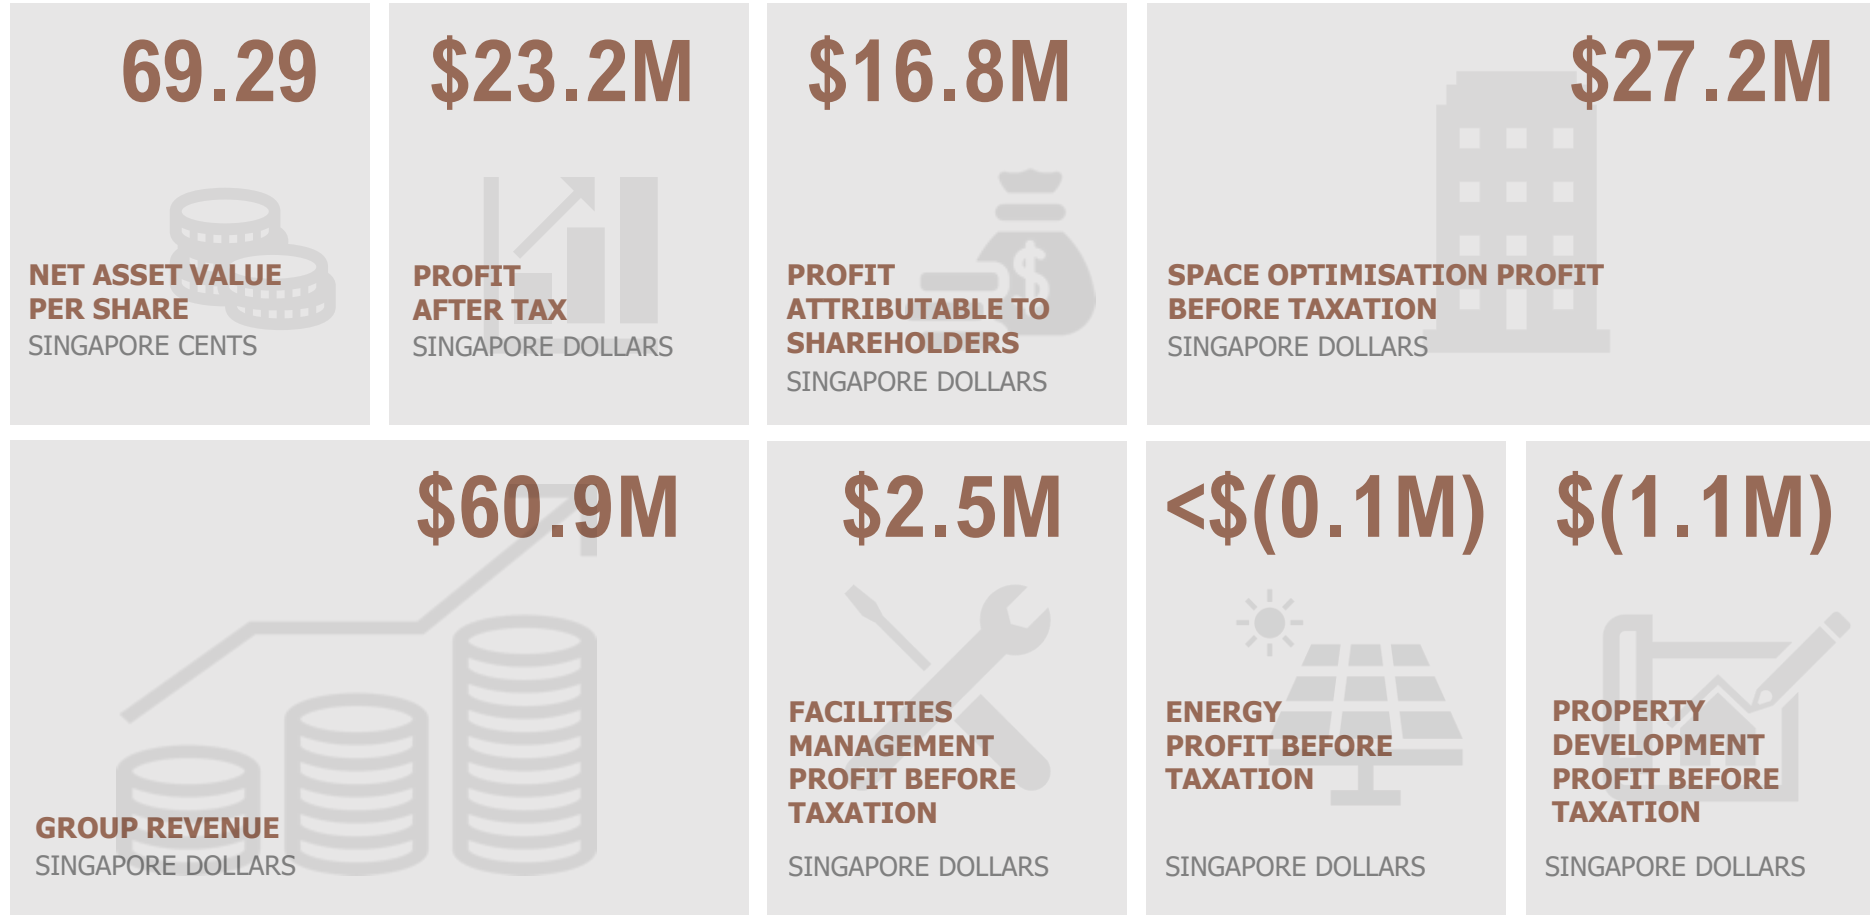 69.29
NET ASSET VALUE
PER SHARE
SINGAPORE CENTS
$23.2M
PROFIT
AFTER TAX
SINGAPORE DOLLARS
$16.8M
PROFIT
ATTRIBUTABLE TO
SHAREHOLDERS
SINGAPORE DOLLARS
$27.2M
SPACE OPTIMISATION PROFIT
BEFORE TAXATION
SINGAPORE DOLLARS
$60.9M
GROUP REVENUE
SINGAPORE DOLLARS
$2.5M
FACILITIES
MANAGEMENT
PROFIT BEFORE
TAXATION
SINGAPORE DOLLARS
<$(0.1M)
ENERGY
PROFIT BEFORE
TAXATION
SINGAPORE DOLLARS
$(1.1M)
PROPERTY
DEVELOPMENT
PROFIT BEFORE
TAXATION
SINGAPORE DOLLARS